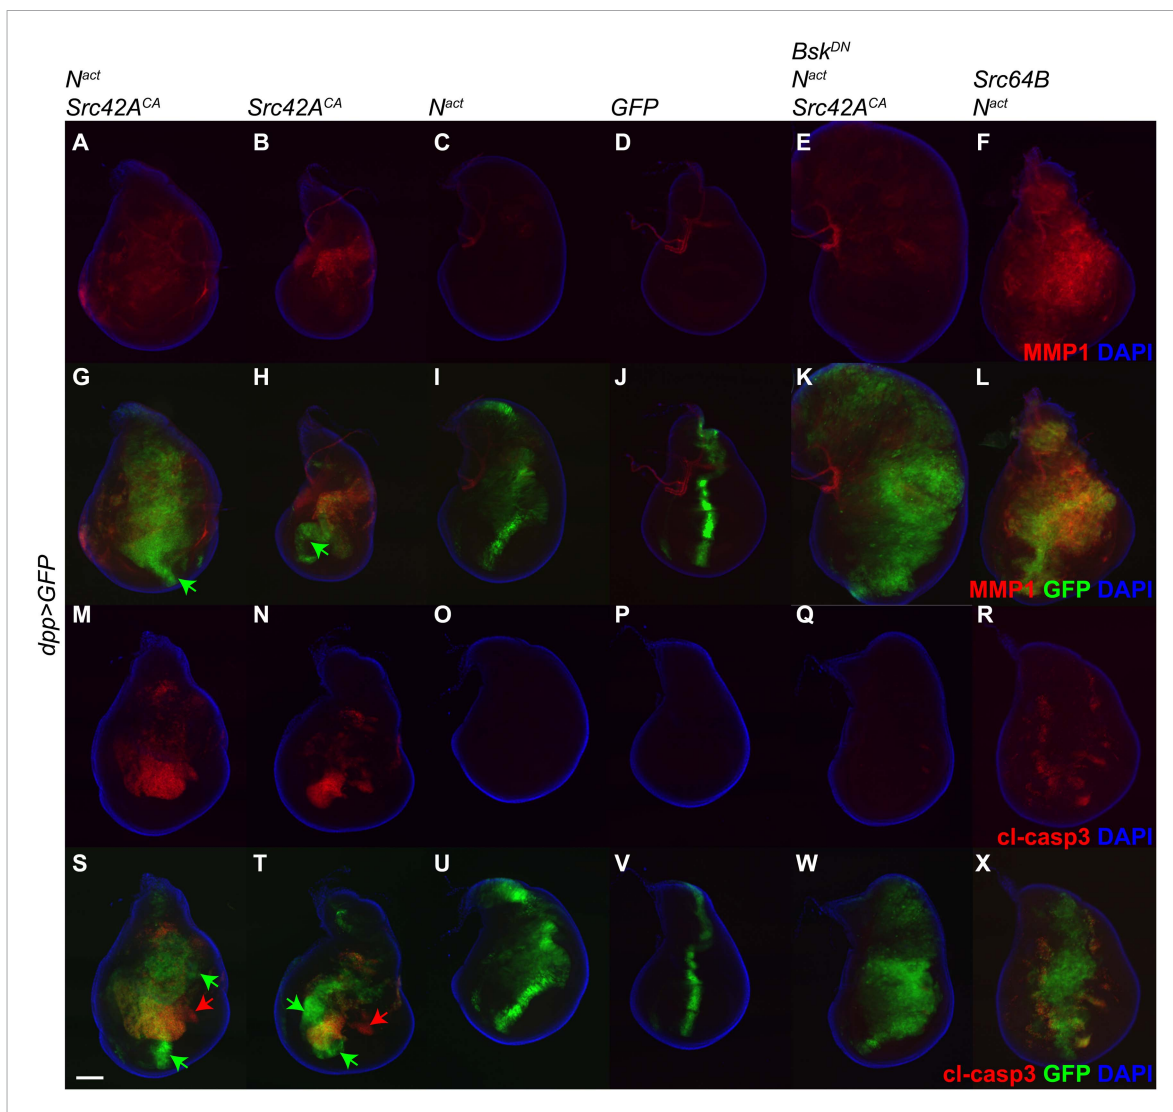 Bsk^DN
N^act N^act Src64B
Src42A^CA Src42A^CA N^act GFP Src42A^CA N^act
A B C D E F
MMP1 DAPI
G H I J K L
MMP1 GFP DAPI
dpp>GFP
M N O P Q R
cl-casp3 DAPI
S T U V W X
cl-casp3 GFP DAPI